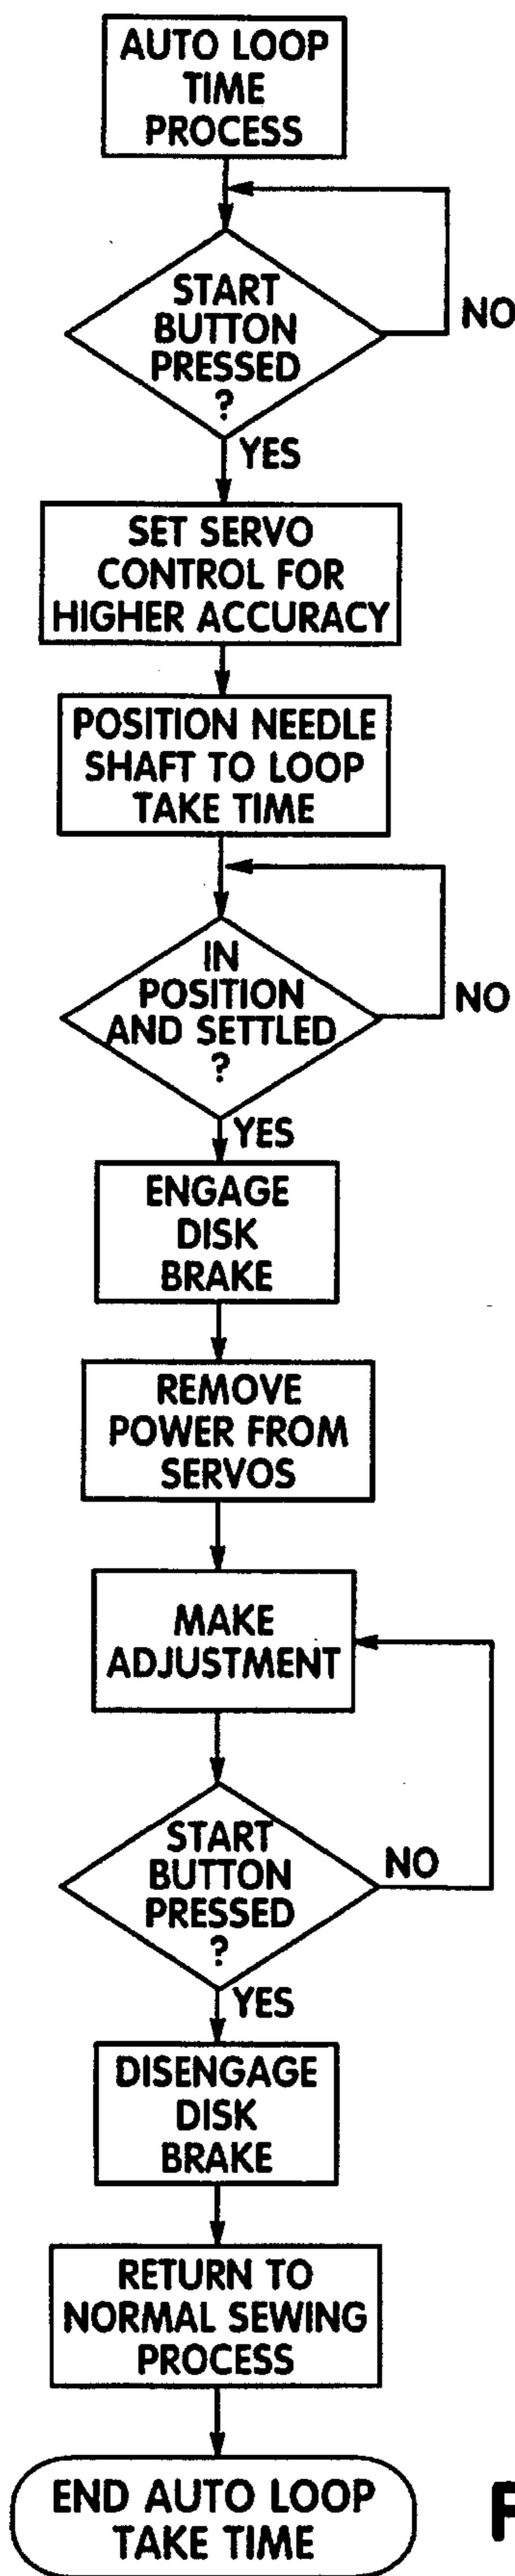 AUTO LOOP
TIME
PROCESS
START
BUTTON
PRESSED
?
NO
YES
SET SERVO
CONTROL FOR
HIGHER ACCURACY
POSITION NEEDLE
SHAFT TO LOOP
TAKE TIME
IN
POSITION
AND SETTLED
?
NO
YES
ENGAGE
DISK
BRAKE
REMOVE
POWER FROM
SERVOS
MAKE
ADJUSTMENT
START
BUTTON
PRESSED
?
NO
YES
DISENGAGE
DISK
BRAKE
RETURN TO
NORMAL SEWING
PROCESS
END AUTO LOOP
TAKE TIME